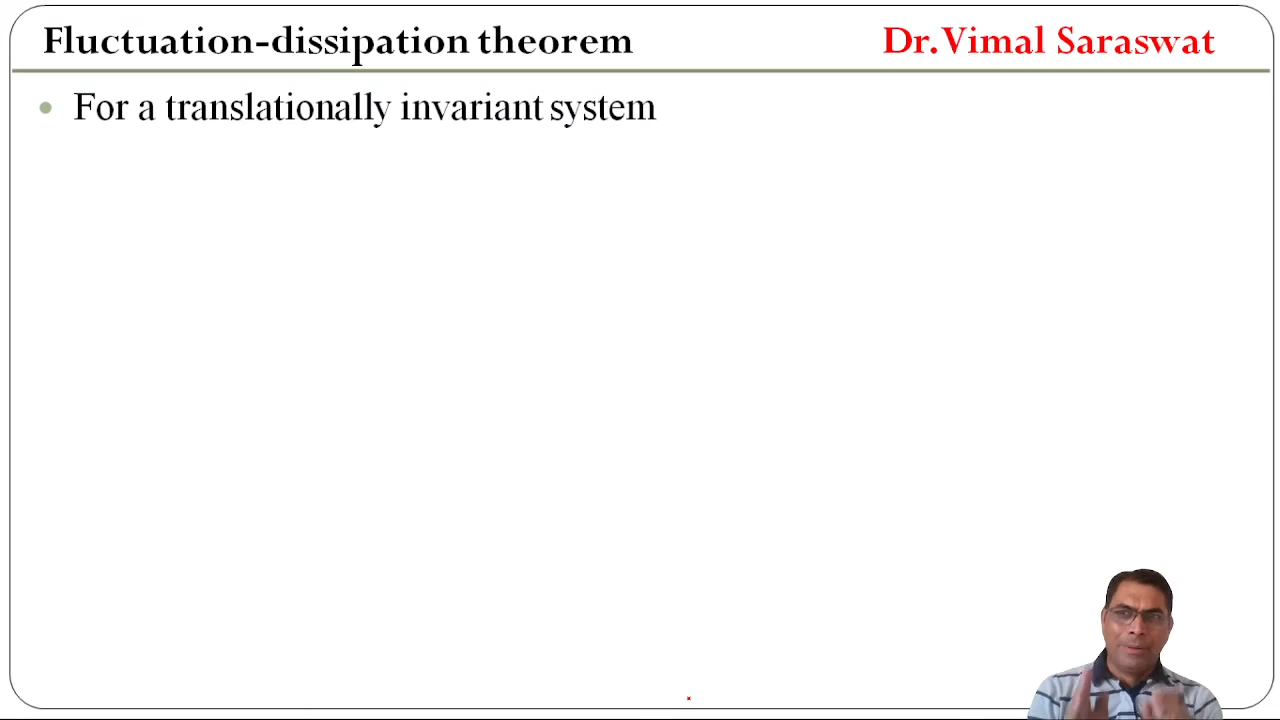 Fluctuation-dissipation theorem Dr. Vimal Saraswat
• For a translationally invariant system